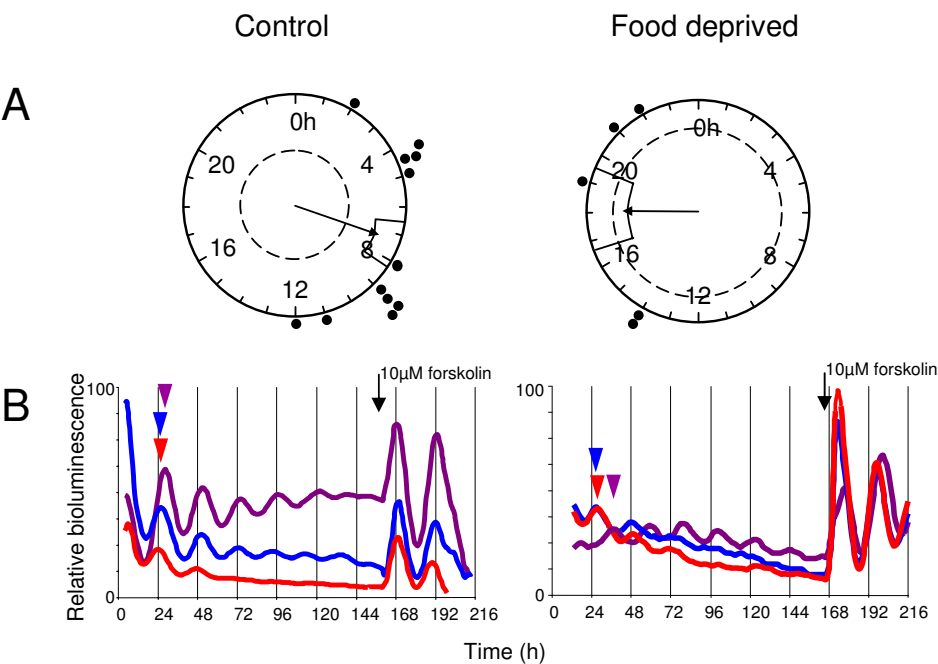 Control
Food deprived
A
0h
4
8
12
16
20
0h
4
8
12
16
20
B
Relative bioluminescence
100
0
10µM forskolin
0 24 48 72 96 120 144 168 192 216
100
0
10µM forskolin
0 24 48 72 96 120 144 168 192 216
Time (h)